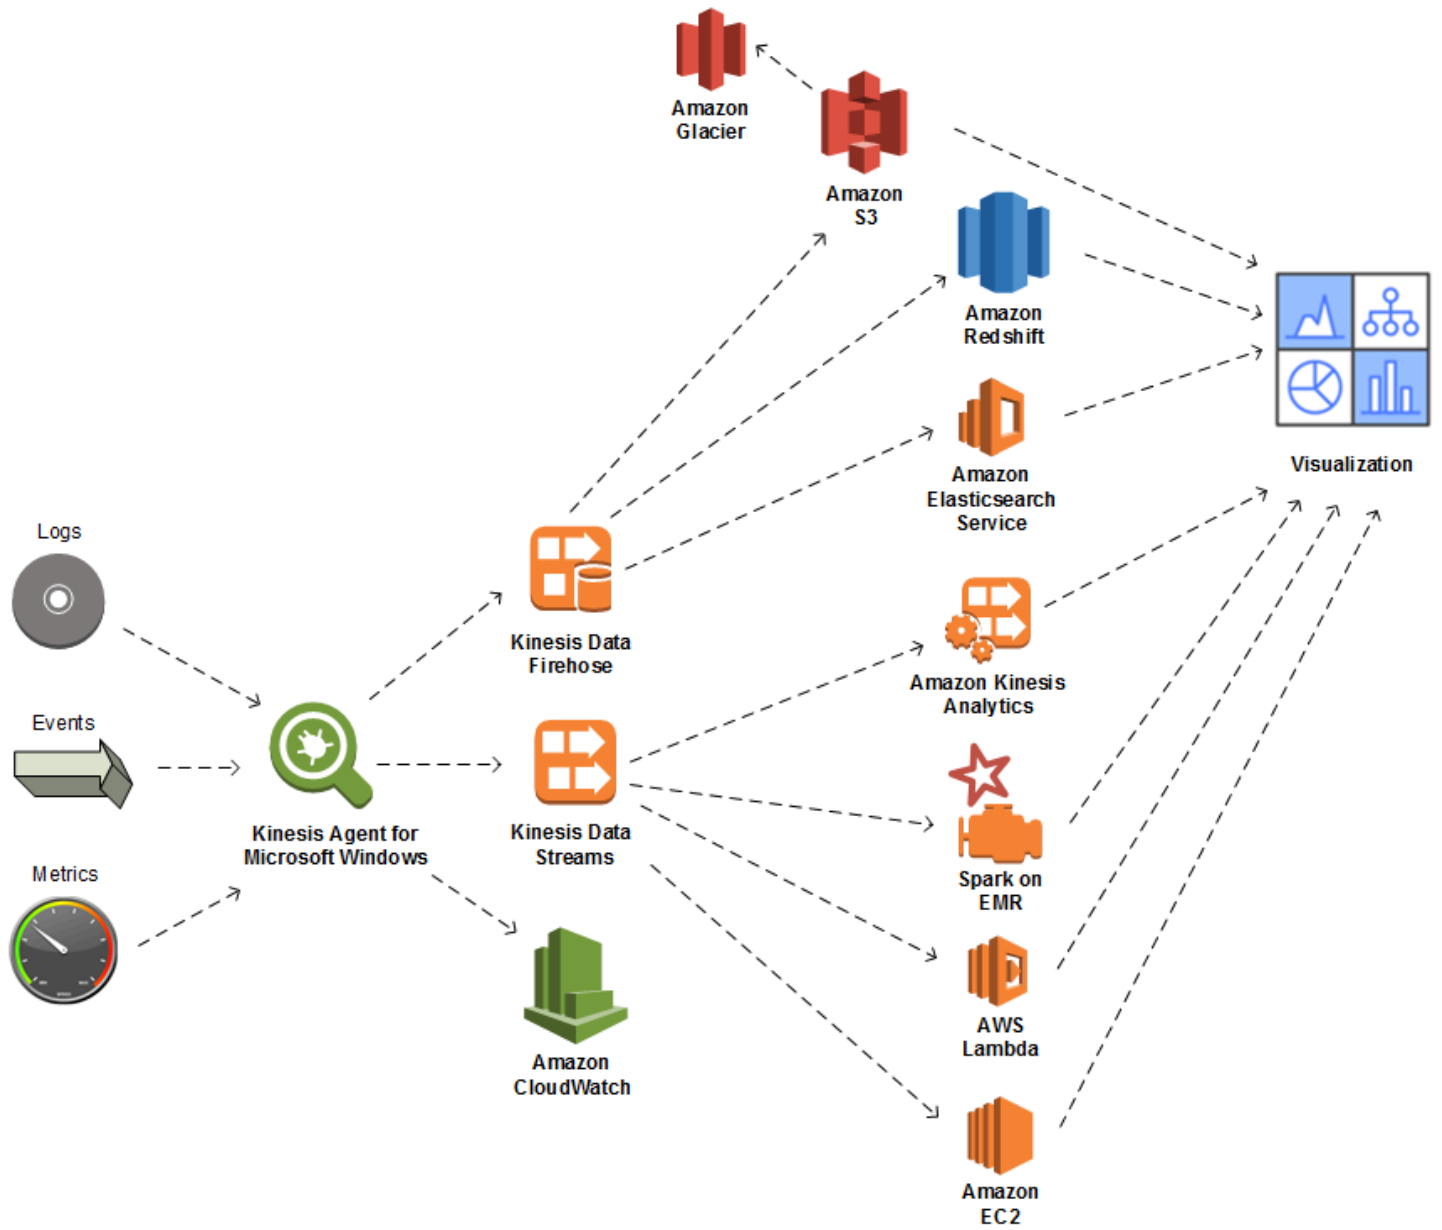 Amazon
Glacier
Amazon
S3
Amazon
Redshift
Visualization
Amazon
Elasticsearch
Service
Logs
Kinesis Data
Firehose
Amazon Kinesis
Analytics
Events
Kinesis Agent for
Microsoft Windows
Kinesis Data
Streams
Metrics
Spark on
EMR
AWS
Lambda
Amazon
CloudWatch
Amazon
EC2